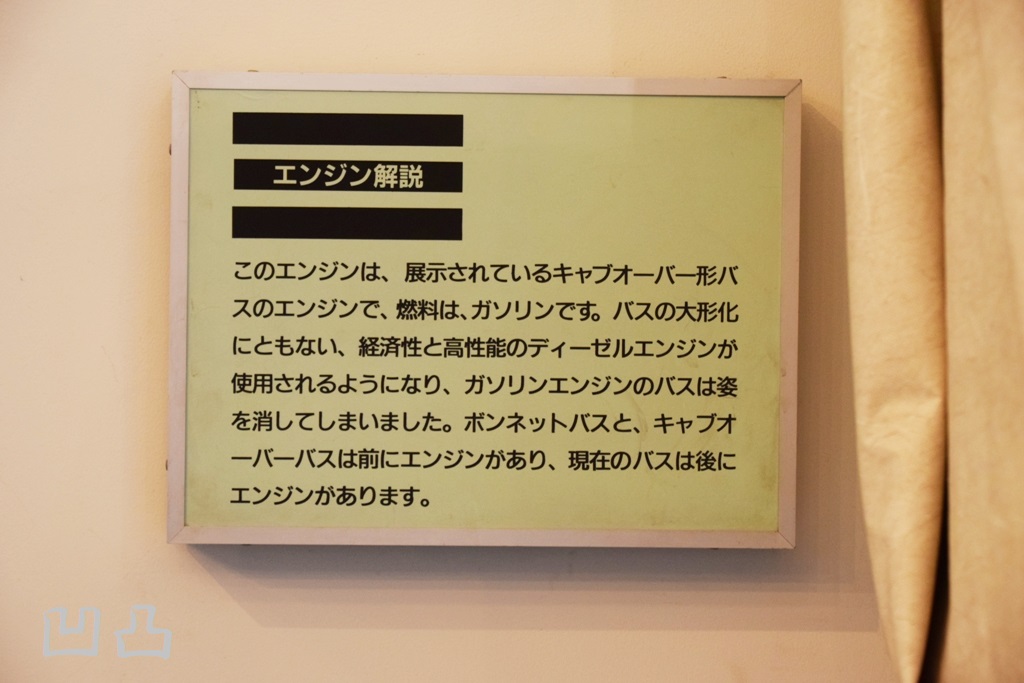 エンジン解説
このエンジンは、展示されているキャブオーバー形バ
スのエンジンで、燃料は、ガソリンです。バスの大形化
にともない、経済性と高性能のディーゼルエンジンが
使用されるようになり、ガソリンエンジンのバスは姿
を消してしまいました。ボンネットバスと、キャブオ
ーバーバスは前にエンジンがあり、現在のバスは後に
エンジンがあります。
凹凸